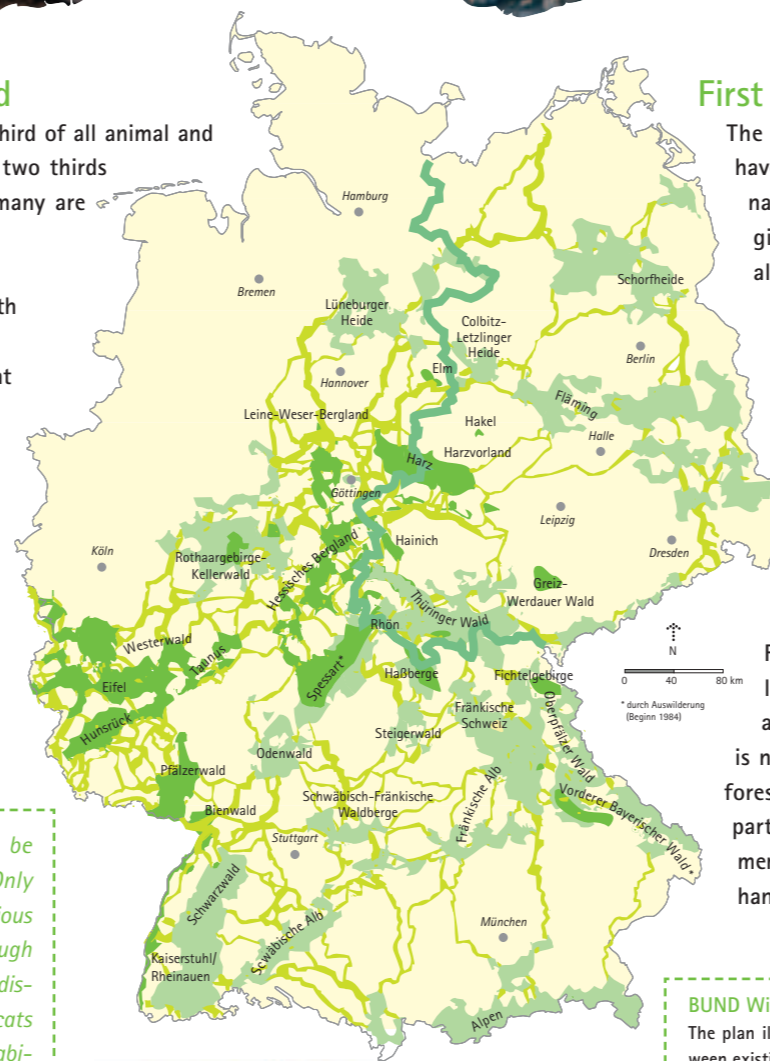 d
hird of all animal and
two thirds
many are
th
nt
First
The
hav
na
gi
al
Hamburg
Bremen
Schorfheide
Lüneburger
Heide
Colbitz-
Letzlinger
Heide
Berlin
Elm
Hannover
Fläming
Leine-Weser-Bergland
Hakel
Halle
Harzvorland
Harz
Göttingen
Leipzig
Hainich
Dresden
Köln
Rothaargebirge-
Kellerwald
Hessisches Bergland
Greiz-
Werdauer Wald
Thüringer Wald
Rhön
N
Westerwald
Taunus
Spessart*
Haßberge
Fichtelgebirge
0 40 80 km
* durch Auswilderung
(Beginn 1984)
Eifel
Hunsrück
Fränkische
Schweiz
Oberpfälzer Wald
Steigerwald
Odenwald
Pfälzerwald
Vorderer Bayerischer Wald*
Schwäbisch-Fränkische
Waldberge
Fränkische Alb
Bienwald
Stuttgart
Schwarzwald
Scwäbische Alb
München
Kaiserstuhl/
Rheinauen
Alpen
F
l
a
is n
fores
part
mer
han
be
Only
ious
ugh
dis-
cats
abi-
BUND Wi
The plan il
ween existi